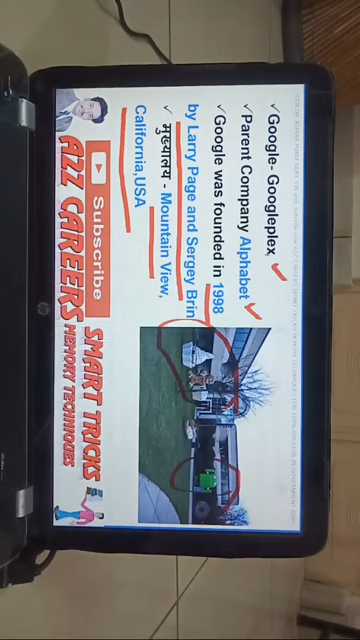 ✓Google- Googleplex
✓Parent Company Alphabet
✓Google was founded in 1998
by Larry Page and Sergey Brin
✓ मुख्यालय - Mountain View,
California,USA
Subscribe
SMART TRICKS
A2Z CAREERS
MEMORY TECHNIQUES
hp